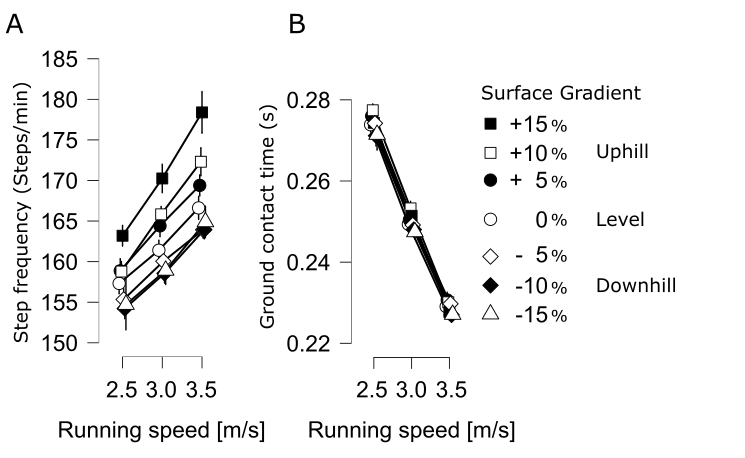 A
B
185
180
175
170
165
160
155
150
Step frequency (Steps/min)
2.5 3.0 3.5
Running speed [m/s]
0.28
0.26
0.24
0.22
Ground contact time (s)
2.5 3.0 3.5
Running speed [m/s]
Surface Gradient
+15%
+10% Uphill
+ 5%
0% Level
- 5%
-10% Downhill
-15%